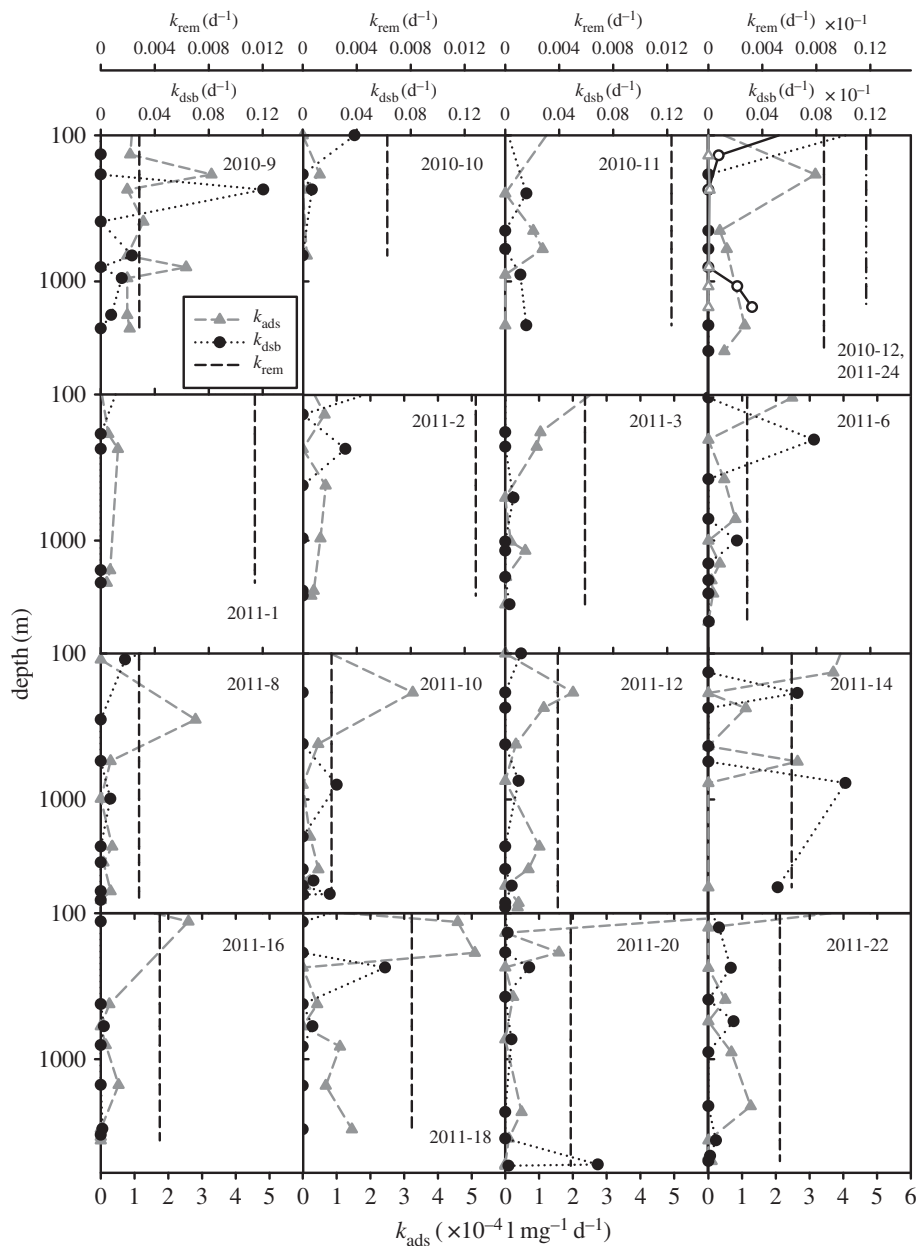 k_rem (d⁻¹) k_rem (d⁻¹) k_rem (d⁻¹) k_rem (d⁻¹) ×10⁻¹
0 0.004 0.008 0.012 0 0.004 0.008 0.012 0 0.004 0.008 0.012 0 0.004 0.008 0.12
k_dsb (d⁻¹) k_dsb (d⁻¹) k_dsb (d⁻¹) k_dsb (d⁻¹) ×10⁻¹
0 0.04 0.08 0.12 0 0.04 0.08 0.12 0 0.04 0.08 0.12 0 0.04 0.08 0.12
100
2010-9 2010-10 2010-11
1000
k_ads
k_dsb
k_rem
2010-12,
2011-24
100
2011-2 2011-3 2011-6
1000
2011-1
depth (m)
100
2011-8 2011-10 2011-12 2011-14
1000
100
2011-16 2011-20 2011-22
1000
2011-18
0 2 3 5 6 0 1 2 4 5 0 1 2 4 5 0 1 2 4 5 6
k_ads (×10⁻⁴ l mg⁻¹ d⁻¹)